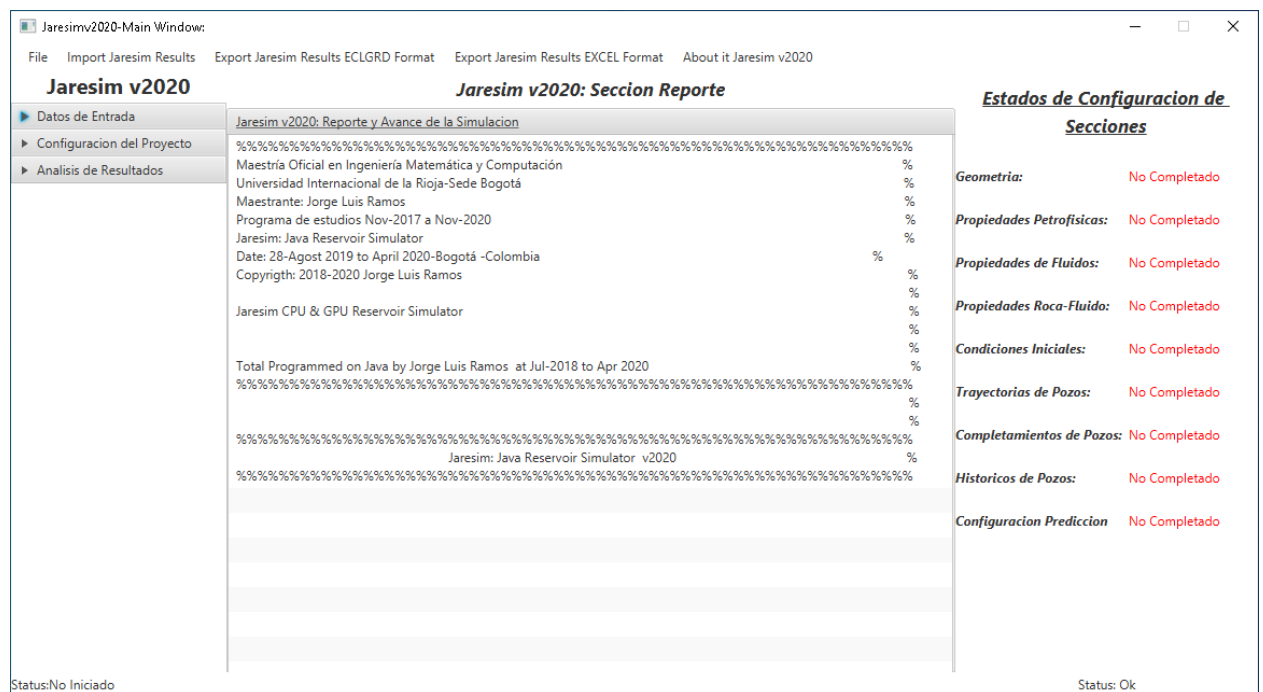 Jaresimv2020-Main Window:
File Import Jaresim Results Export Jaresim Results ECLGRD Format Export Jaresim Results EXCEL Format About it Jaresim v2020
Jaresim v2020
Datos de Entrada
Configuracion del Proyecto
Analisis de Resultados
Jaresim v2020: Seccion Reporte
Jaresim v2020: Reporte y Avance de la Simulacion
%%%%%%%%%%%%%%%%%%%%%%%%%%%%%%%%%%%%%%%%%%%%%%%%%%%%%%%%%%%%%%%%
Maestría Oficial en Ingeniería Matemática y Computación %
Universidad Internacional de la Rioja-Sede Bogotá %
Maestrante: Jorge Luis Ramos %
Programa de estudios Nov-2017 a Nov-2020 %
Jaresim: Java Reservoir Simulator %
Date: 28-Agost 2019 to April 2020-Bogotá -Colombia %
Copyrigth: 2018-2020 Jorge Luis Ramos %
%
Jaresim CPU & GPU Reservoir Simulator %
%
%
Total Programmed on Java by Jorge Luis Ramos at Jul-2018 to Apr 2020 %
%%%%%%%%%%%%%%%%%%%%%%%%%%%%%%%%%%%%%%%%%%%%%%%%%%%%%%%%%%%%%%%%
%
%
%%%%%%%%%%%%%%%%%%%%%%%%%%%%%%%%%%%%%%%%%%%%%%%%%%%%%%%%%%%%%%%%
Jaresim: Java Reservoir Simulator v2020 %
%%%%%%%%%%%%%%%%%%%%%%%%%%%%%%%%%%%%%%%%%%%%%%%%%%%%%%%%%%%%%%%%
Estados de Configuracion de
Secciones
Geometria: No Completado
Propiedades Petrofisicas: No Completado
Propiedades de Fluidos: No Completado
Propiedades Roca-Fluido: No Completado
Condiciones Iniciales: No Completado
Trayectorias de Pozos: No Completado
Completamientos de Pozos: No Completado
Historicos de Pozos: No Completado
Configuracion Prediccion No Completado
Status:No Iniciado
Status: Ok